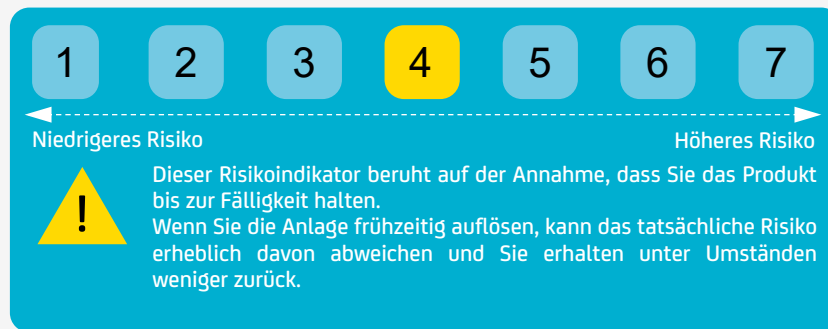 1 2 3 4 5 6 7
Niedrigeres Risiko Höheres Risiko
Dieser Risikoindikator beruht auf der Annahme, dass Sie das Produkt
bis zur Fälligkeit halten.
Wenn Sie die Anlage frühzeitig auflösen, kann das tatsächliche Risiko
erheblich davon abweichen und Sie erhalten unter Umständen
weniger zurück.
!